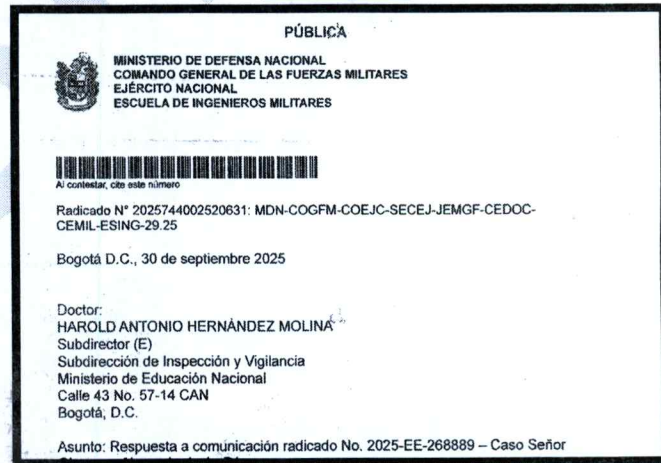 PÚBLICA
MINISTERIO DE DEFENSA NACIONAL
COMANDO GENERAL DE LAS FUERZAS MILITARES
EJÉRCITO NACIONAL
ESCUELA DE INGENIEROS MILITARES
Al contestar, cite este número
Radicado N° 2025744002520631: MDN-COGFM-COEJC-SECEJ-JEMGF-CEDOC-
CEMIL-ESING-29.25
Bogotá D.C., 30 de septiembre 2025
Doctor:
HAROLD ANTONIO HERNÁNDEZ MOLINA
Subdirector (E)
Subdirección de Inspección y Vigilancia
Ministerio de Educación Nacional
Calle 43 No. 57-14 CAN
Bogotá, D.C.
Asunto: Respuesta a comunicación radicado No. 2025-EE-268889 – Caso Señor